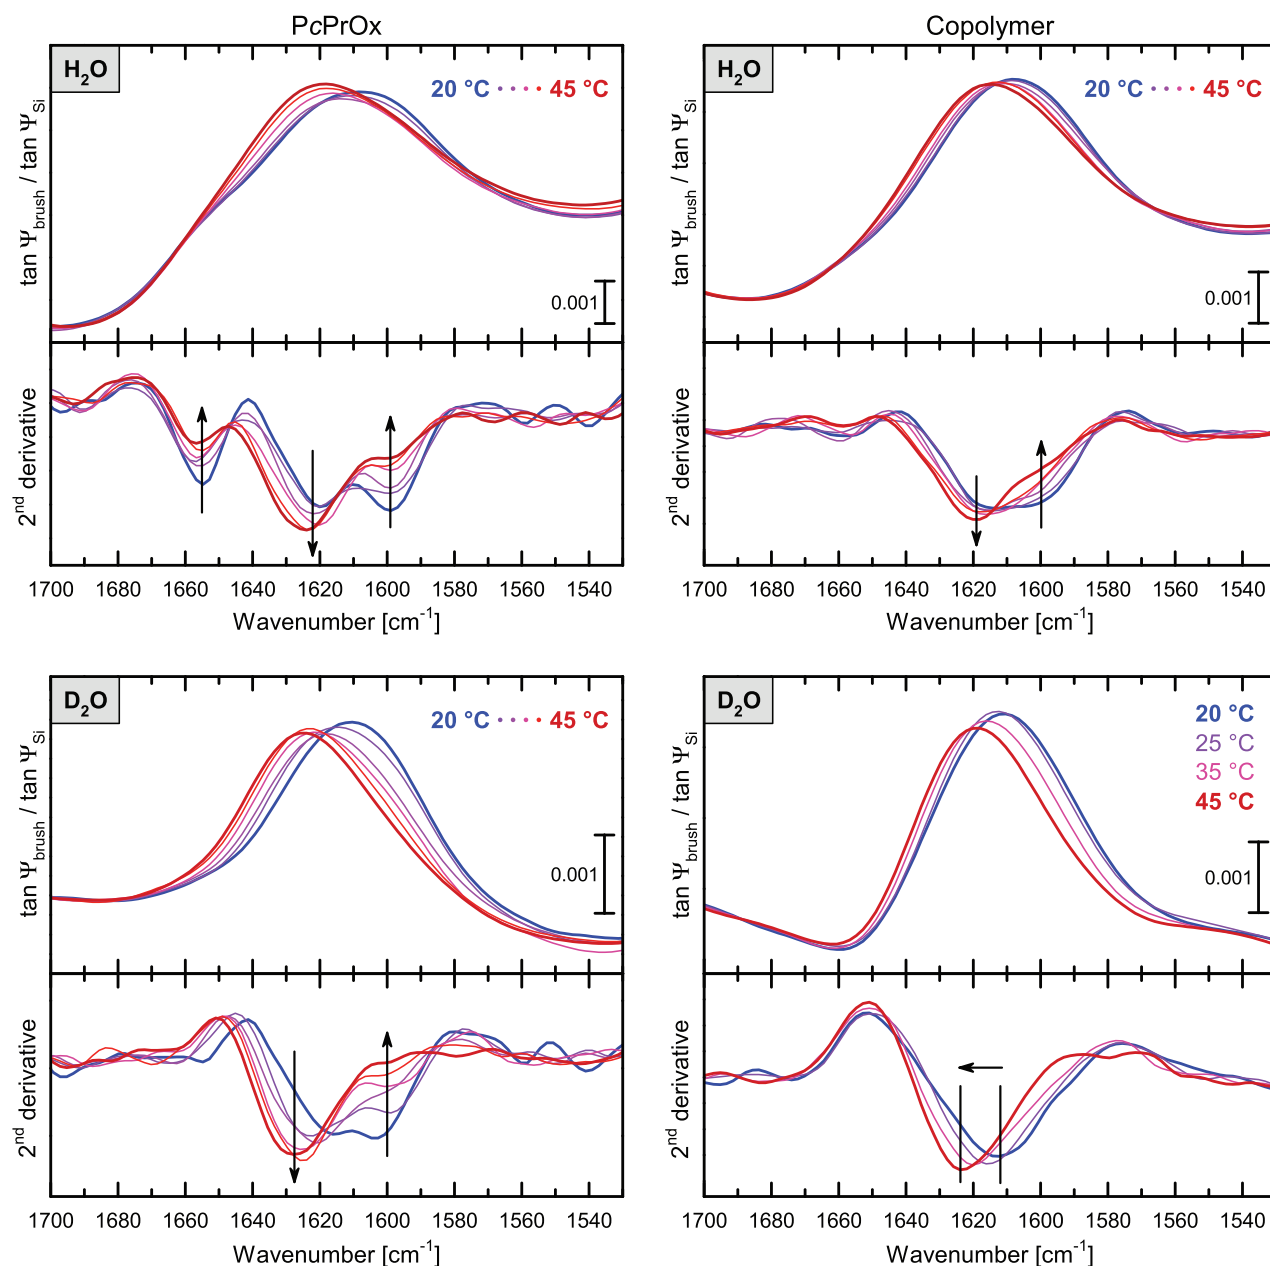 PcPrOx
Copolymer
H2O
20 °C ···· 45 °C
tan Ψbrush / tan ΨSi
0.001
2nd derivative
1700 1680 1660 1640 1620 1600 1580 1560 1540
Wavenumber [cm-1]
H2O
20 °C ···· 45 °C
tan Ψbrush / tan ΨSi
0.001
2nd derivative
1700 1680 1660 1640 1620 1600 1580 1560 1540
Wavenumber [cm-1]
D2O
20 °C ···· 45 °C
tan Ψbrush / tan ΨSi
0.001
2nd derivative
1700 1680 1660 1640 1620 1600 1580 1560 1540
Wavenumber [cm-1]
D2O
20 °C
25 °C
35 °C
45 °C
tan Ψbrush / tan ΨSi
0.001
2nd derivative
1700 1680 1660 1640 1620 1600 1580 1560 1540
Wavenumber [cm-1]